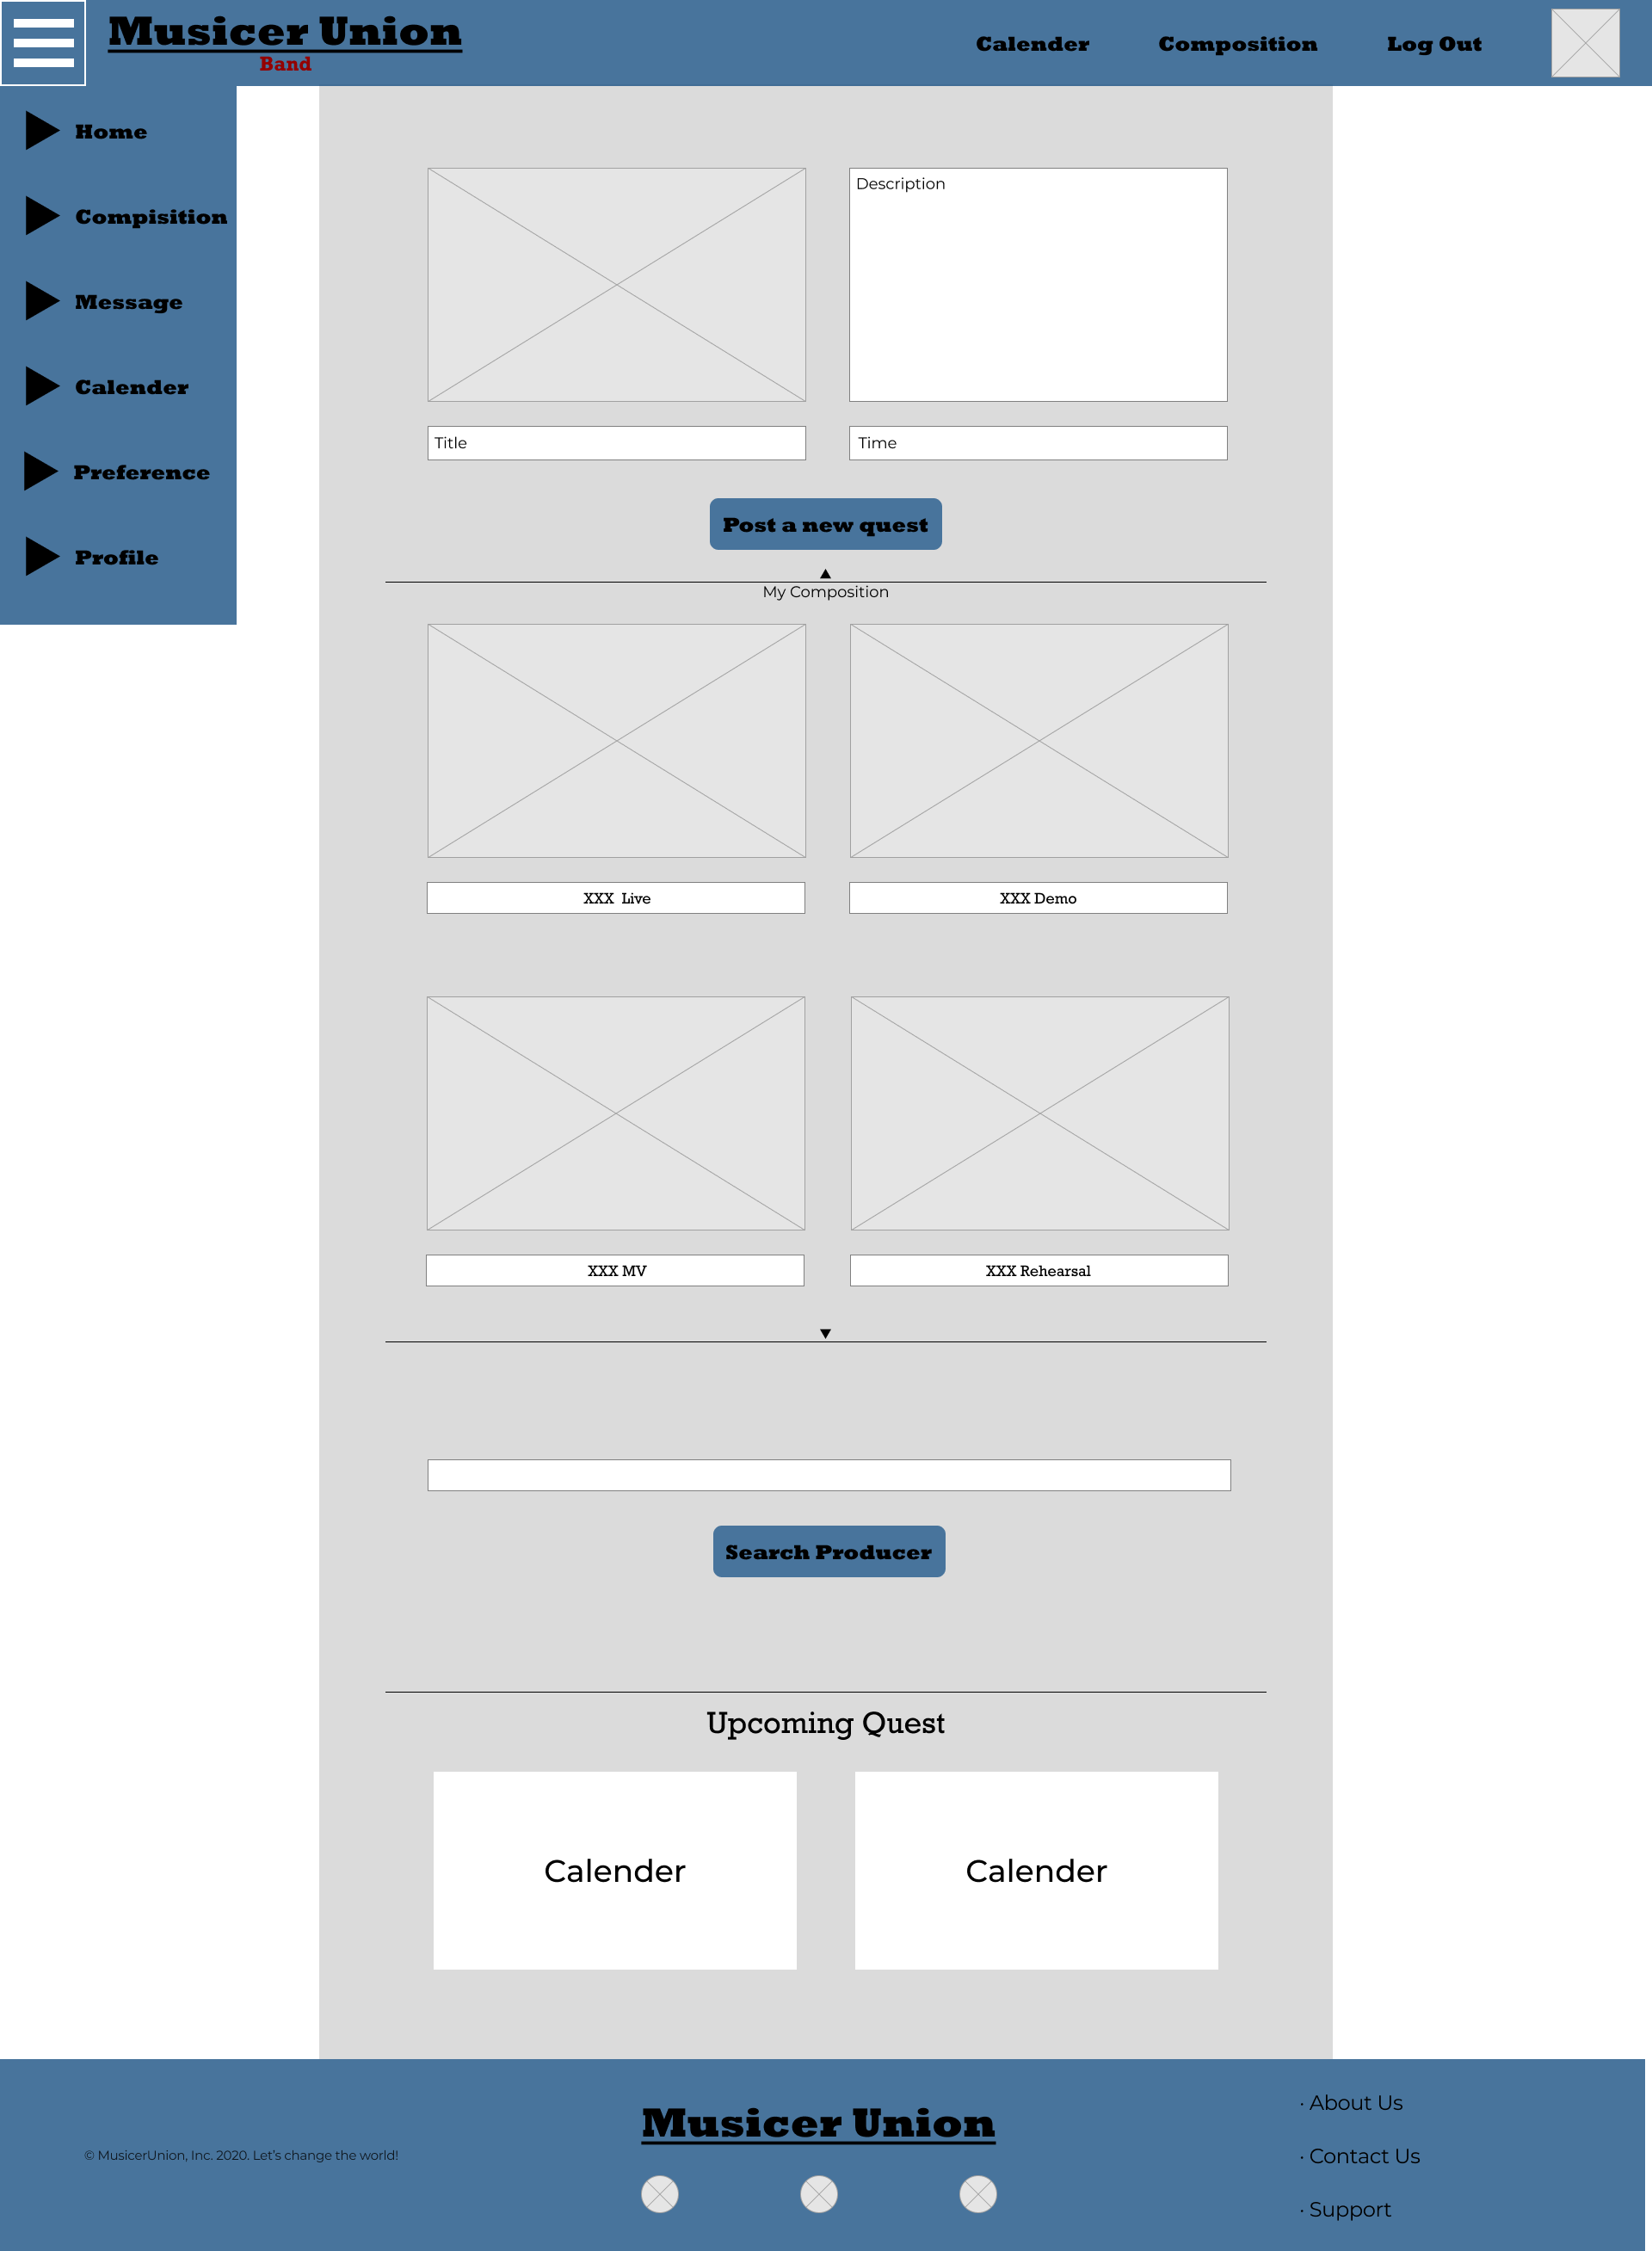 Musicer Union
Band
Calender
Composition
Log Out
Home
Compisition
Message
Calender
Preference
Profile
Description
Title
Time
Post a new quest
My Composition
XXX  Live
XXX Demo
XXX MV
XXX Rehearsal
Search Producer
Upcoming Quest
Calender
Calender
© MusicerUnion, Inc. 2020. Let's change the world!
Musicer Union
· About Us
· Contact Us
· Support